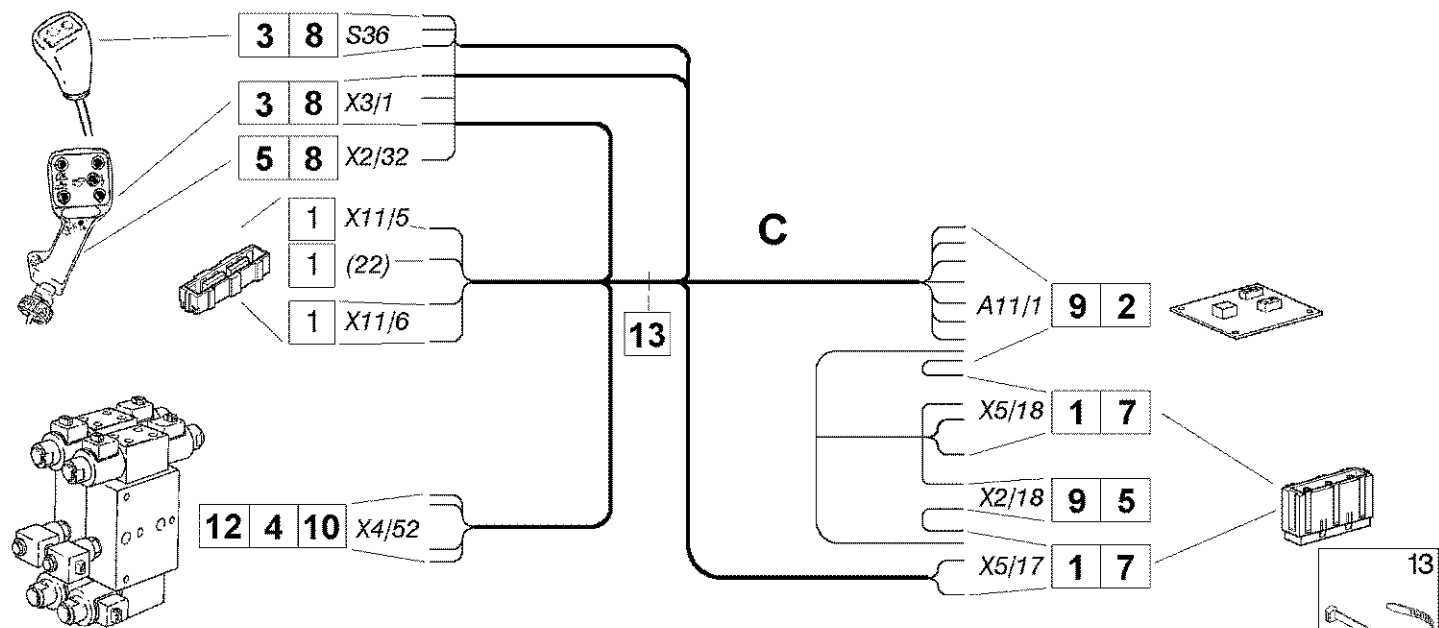 3 8 S36
3 8 X3/1
5 8 X2/32
1 X11/5
1 (22)
1 X11/6
13
C
12 4 10 X4/52
A11/1 9 2
X5/18 1 7
X2/18 9 5
X5/17 1 7
13